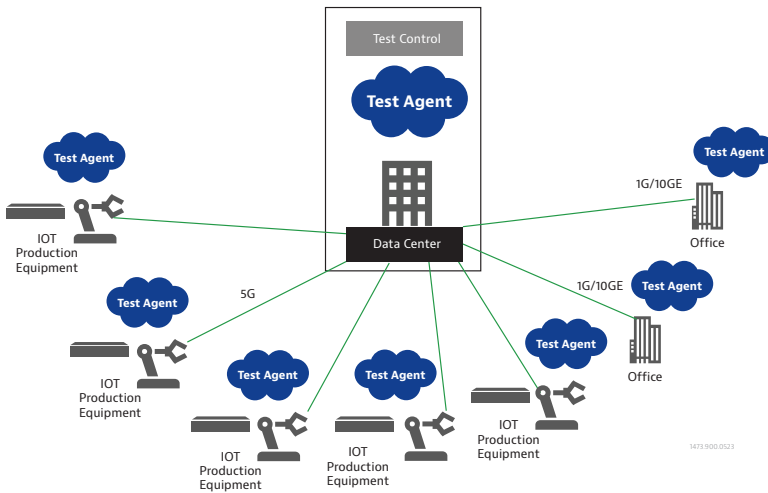 Test Control
Test Agent
Data Center
Test Agent
IOT
Production
Equipment
5G
Test Agent
IOT
Production
Equipment
Test Agent
IOT
Production
Equipment
Test Agent
IOT
Production
Equipment
Test Agent
IOT
Production
Equipment
1G/10GE
Test Agent
Office
1G/10GE
Test Agent
Office
1473.900.0523